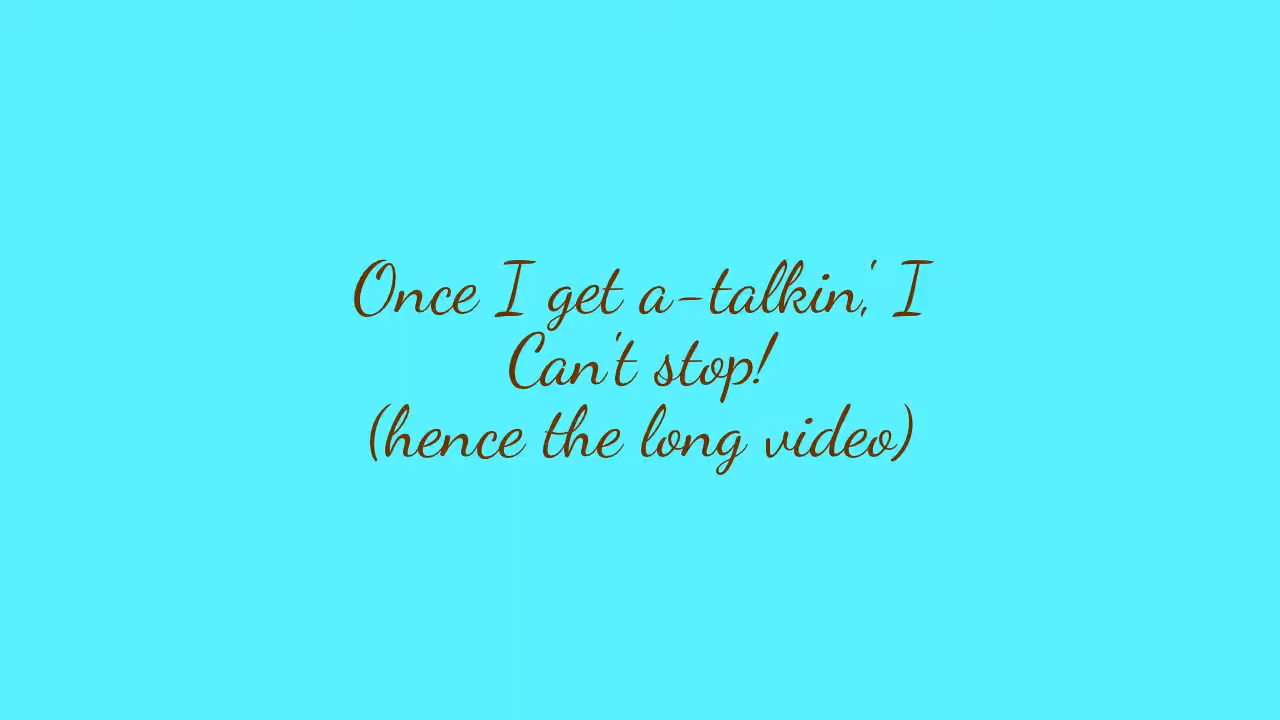 Once I get a-talkin', I
Can't stop!
(hence the long video)